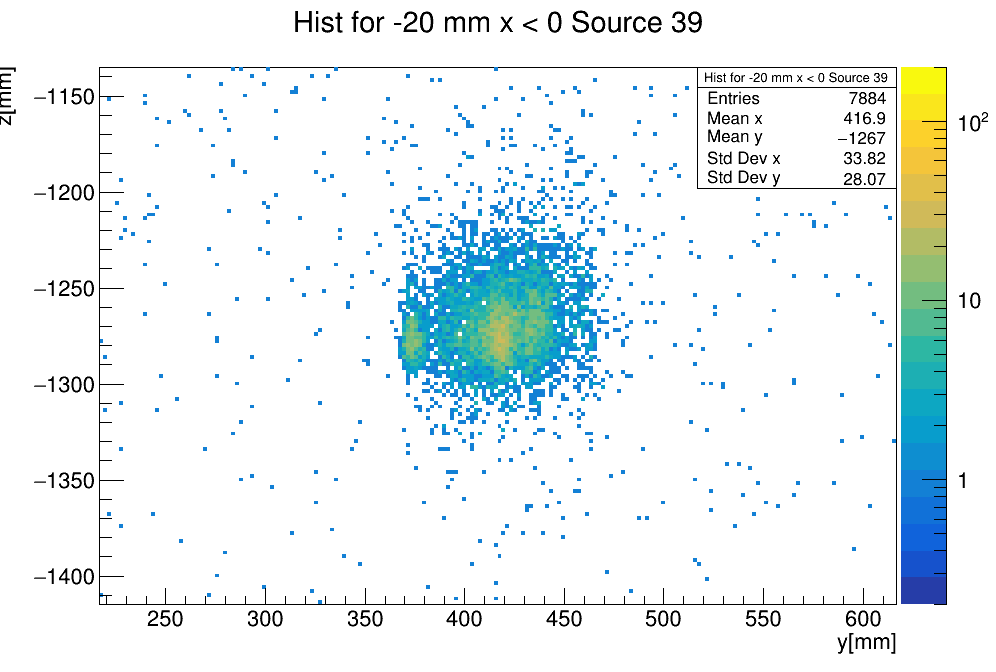 Hist for -20 mm x < 0 Source 39
z[mm]
−1150
−1200
−1250
−1300
−1350
−1400
250 300 350 400 450 500 550 600
y[mm]
Hist for -20 mm x < 0 Source 39
Entries 7884
Mean x 416.9
Mean y −1267
Std Dev x 33.82
Std Dev y 28.07
10²
10
1